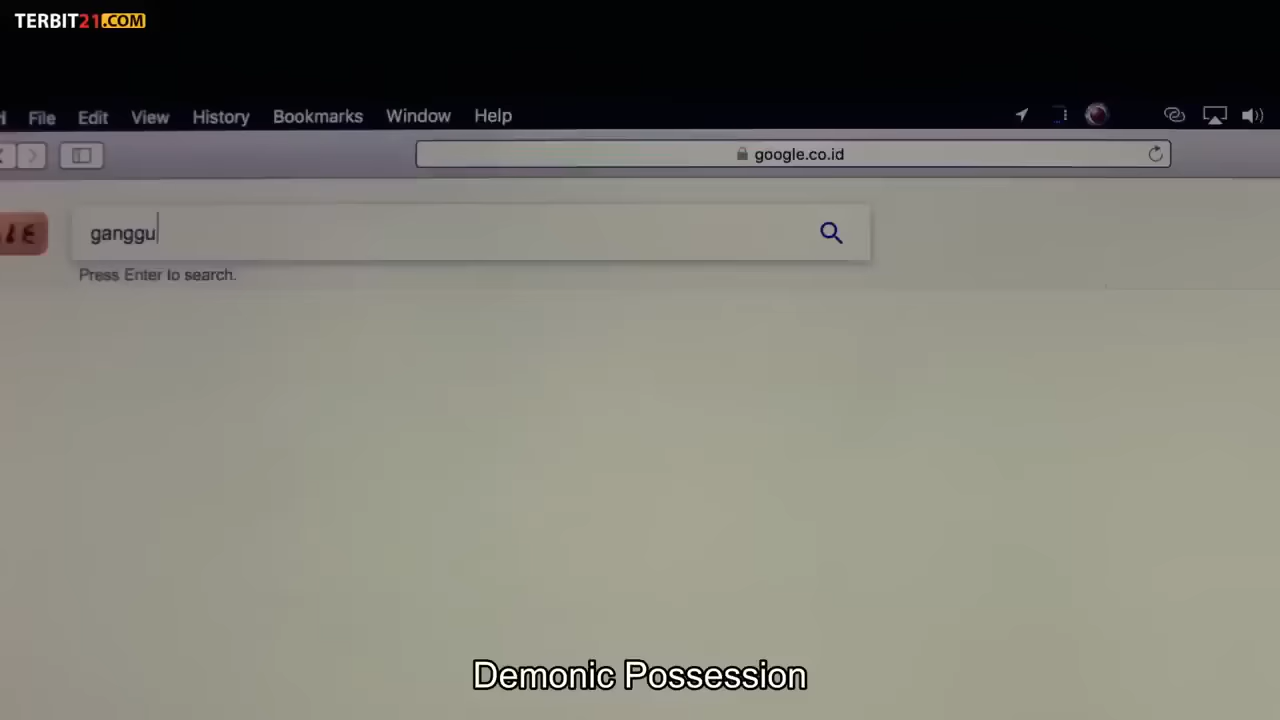 TERBIT21.COM
File Edit View History Bookmarks Window Help
google.co.id
ganggu
Press Enter to search.
Demonic Possession